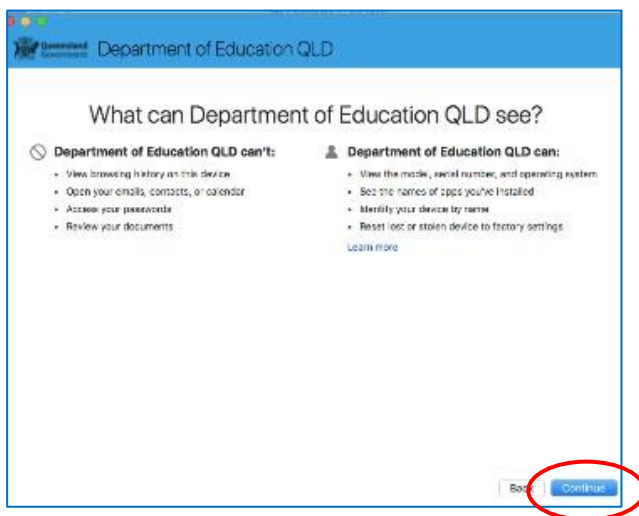 Queensland
Government
Department of Education QLD
What can Department of Education QLD see?
Department of Education QLD can't:
• View browsing history on this device
• Open your emails, contacts, or calendar
• Access your passwords
• Review your documents
Department of Education QLD can:
• View the model, serial number, and operating system
• See the names of apps you've installed
• Identify your device by name
• Reset lost or stolen device to factory settings
Learn more
Back
Continue